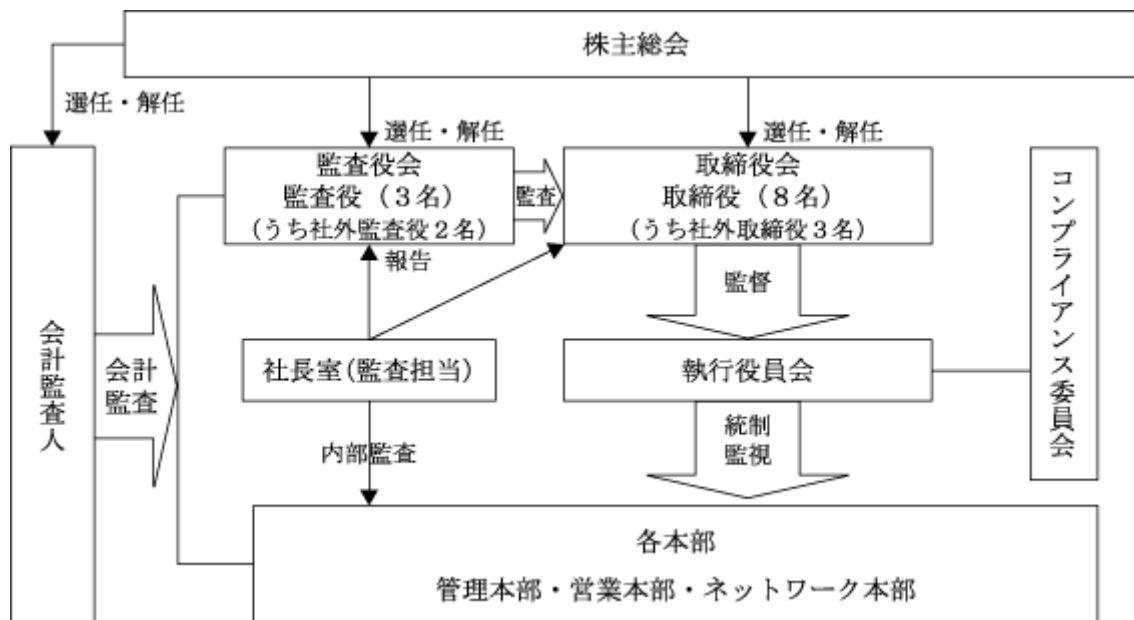 株主総会
選任・解任
選任・解任
選任・解任
監査役会
監査役(3名)
(うち社外監査役2名)
監査
取締役会
取締役(8名)
(うち社外取締役3名)
コンプライアンス委員会
報告
監督
会計監査人
会計
監査
社長室(監査担当)
執行役員会
内部監査
統制
監視
各本部
管理本部・営業本部・ネットワーク本部